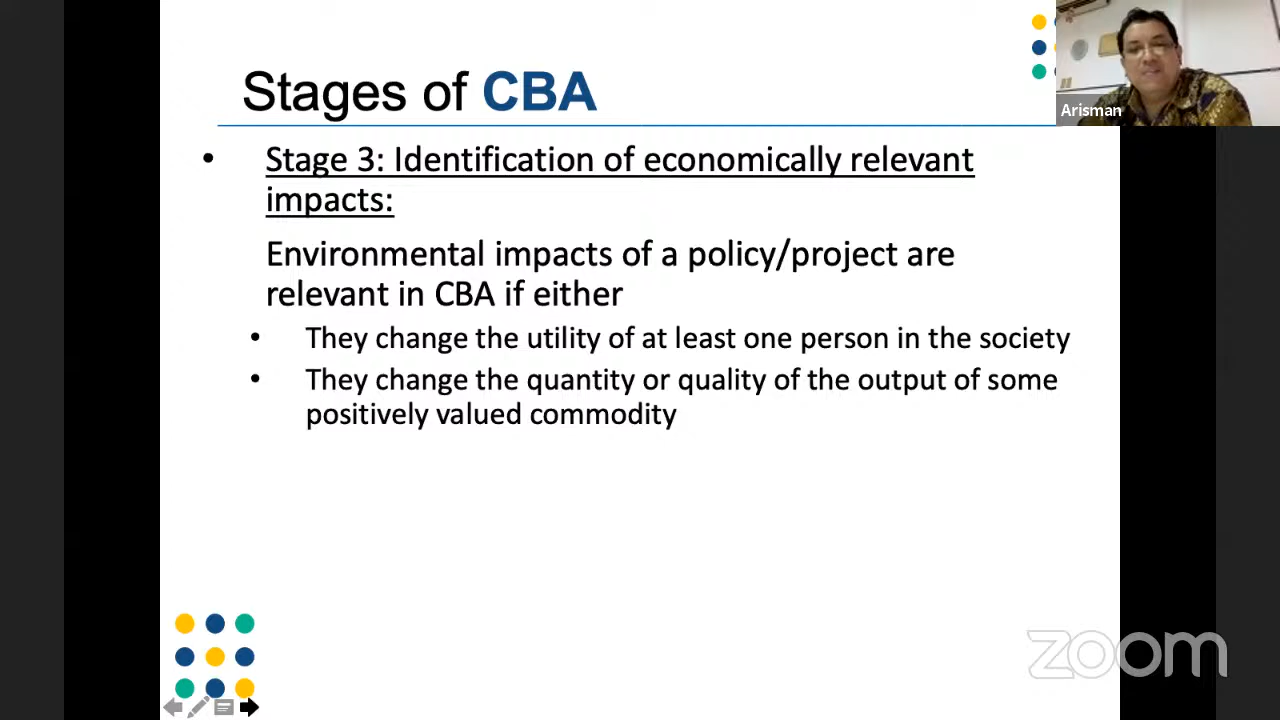 Stages of CBA
Arisman
• Stage 3: Identification of economically relevant
impacts:
Environmental impacts of a policy/project are
relevant in CBA if either
• They change the utility of at least one person in the society
• They change the quantity or quality of the output of some
positively valued commodity
zoom